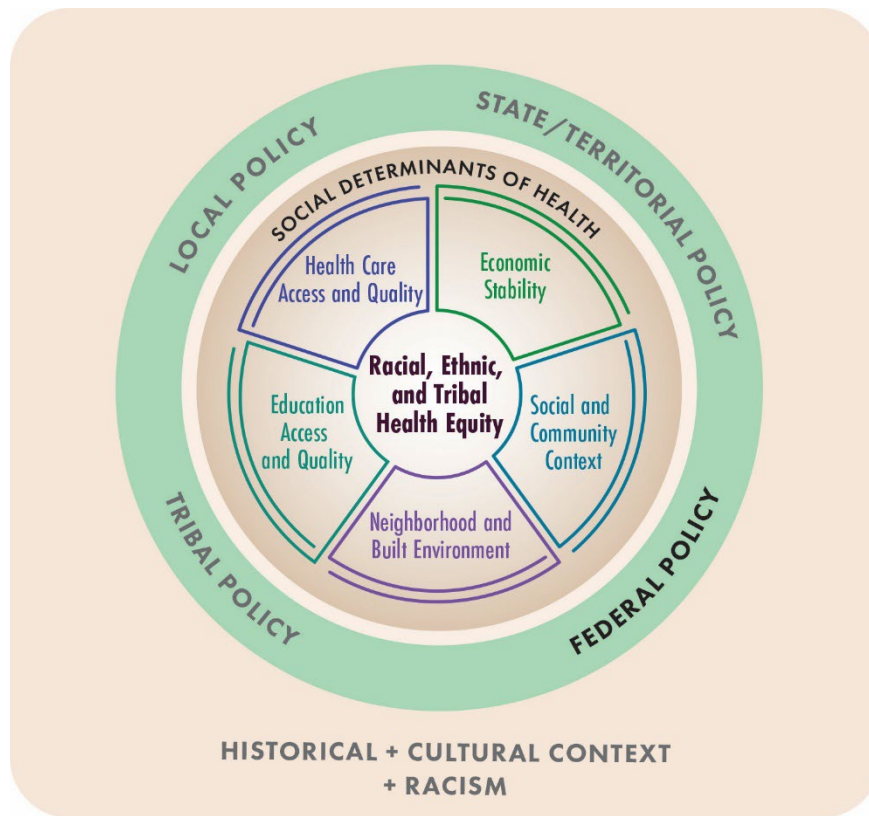 LOCAL POLICY
STATE/TERRITORIAL POLICY
SOCIAL DETERMINANTS OF HEALTH
Health Care
Access and Quality
Economic
Stability
Racial, Ethnic,
and Tribal
Health Equity
Education
Access
and Quality
Social and
Community
Context
Neighborhood and
Built Environment
TRIBAL POLICY
FEDERAL POLICY
HISTORICAL + CULTURAL CONTEXT
+ RACISM